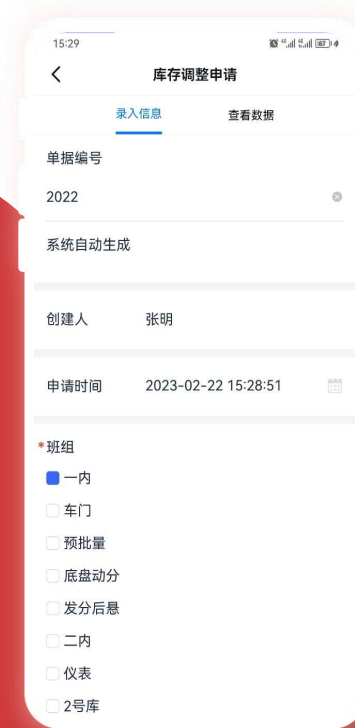 15:29
67
库存调整申请
录入信息 查看数据
单据编号
2022
系统自动生成
创建人 张明
申请时间 2023-02-22 15:28:51
*班组
一内
车门
预批量
底盘动分
发分后悬
二内
仪表
2号库